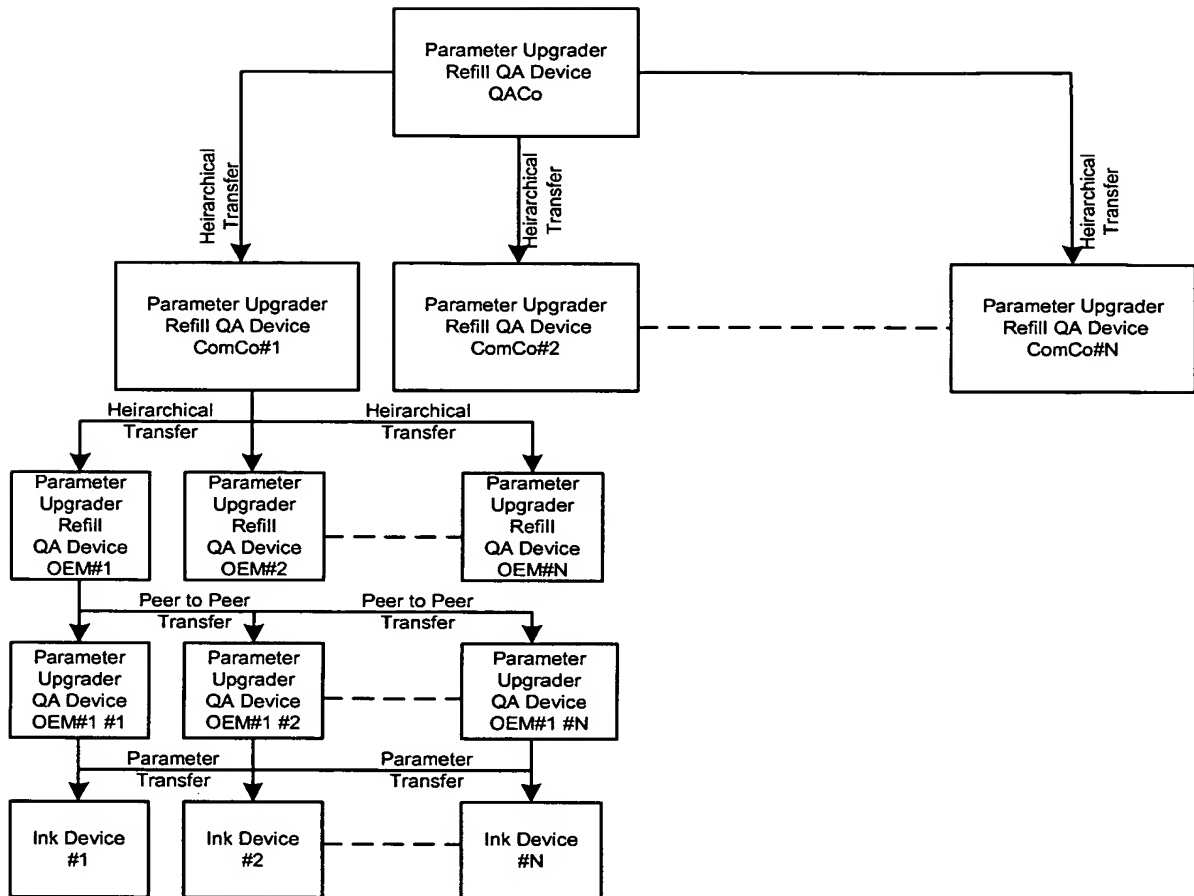 Parameter Upgrader
Refill QA Device
QACo
Heirarchical
Transfer
Heirarchical
Transfer
Heirarchical
Transfer
Parameter Upgrader
Refill QA Device
ComCo#1
Parameter Upgrader
Refill QA Device
ComCo#2
Parameter Upgrader
Refill QA Device
ComCo#N
Heirarchical
Transfer
Heirarchical
Transfer
Parameter
Upgrader
Refill
QA Device
OEM#1
Parameter
Upgrader
Refill
QA Device
OEM#2
Parameter
Upgrader
Refill
QA Device
OEM#N
Peer to Peer
Transfer
Peer to Peer
Transfer
Parameter
Upgrader
QA Device
OEM#1 #1
Parameter
Upgrader
QA Device
OEM#1 #2
Parameter
Upgrader
QA Device
OEM#1 #N
Parameter
Transfer
Parameter
Transfer
Ink Device
#1
Ink Device
#2
Ink Device
#N